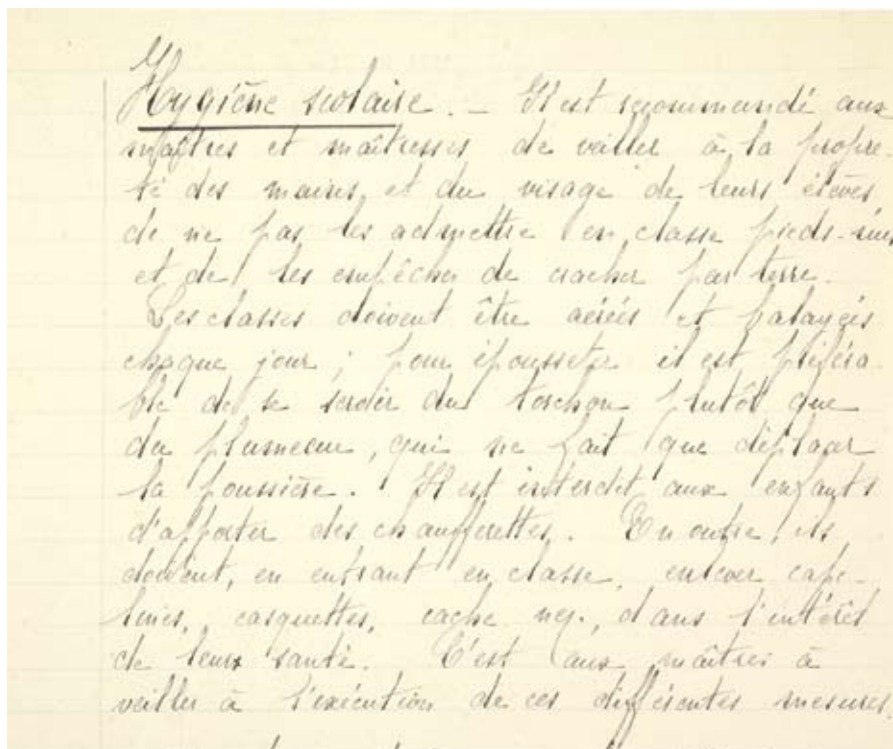 Hygiène scolaire. - Il est recommandé aux
maîtres et maîtresses de veiller à la propre-
té des mains et du visage de leurs élèves,
de ne pas les admettre en classe pieds-nus
et de les empêcher de cracher par terre.
Les classes doivent être aérées et balayées
chaque jour ; pour épousseter il est préféra-
ble de se servir du torchon plutôt que
du plumeau, qui ne fait que déplacer
la poussière. Il est interdit aux enfants
d'apporter des chaufferettes. En outre, ils
doivent, en entrant en classe, enlever cape-
lines, casquettes, cache nez, dans l'intérêt
de leur santé. C'est aux maîtres à
veiller à l'exécution de ces différentes mesures.